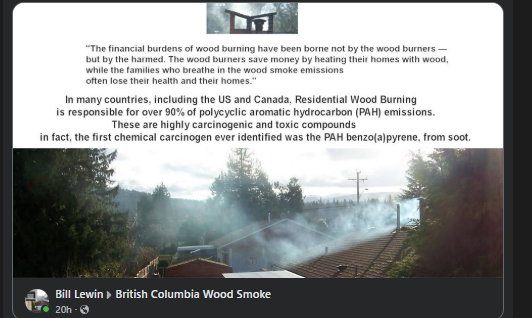 "The financial burdens of wood burning have been borne not by the wood burners —
but by the harmed. The wood burners save money by heating their homes with wood,
while the families who breathe in the wood smoke emissions
often lose their health and their homes."
In many countries, including the US and Canada, Residential Wood Burning
is responsible for over 90% of polycyclic aromatic hydrocarbon (PAH) emissions.
These are highly carcinogenic and toxic compounds
in fact, the first chemical carcinogen ever identified was the PAH benzo(a)pyrene, from soot.
Bill Lewin ▸ British Columbia Wood Smoke
20h ·